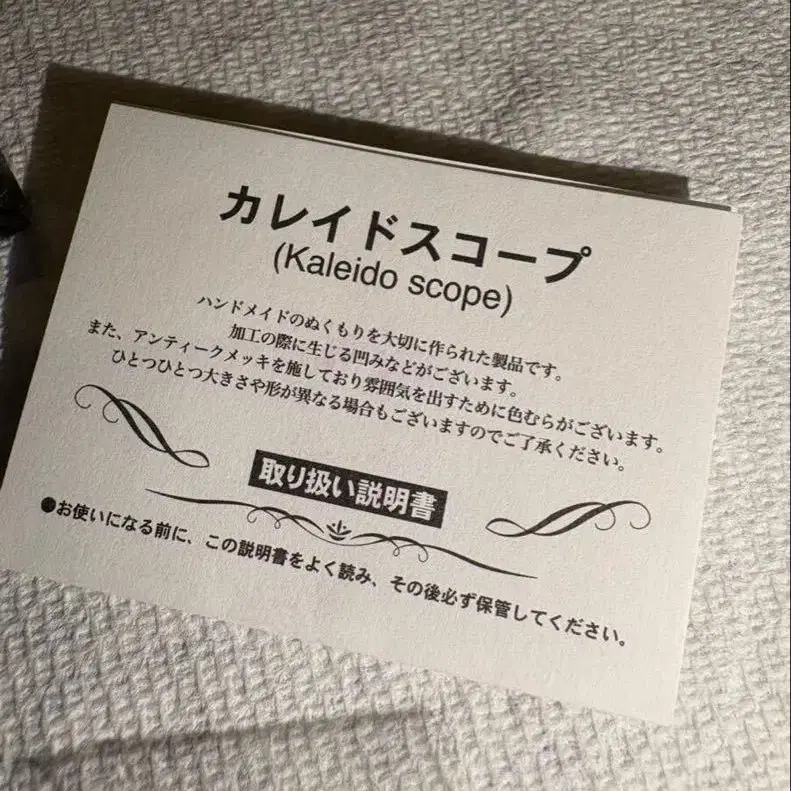 カレイドスコープ
(Kaleido scope)
ハンドメイドのぬくもりを大切に作られた製品です。
加工の際に生じる凹みなどがございます。
また、アンティークメッキを施しており雰囲気を出すために色むらがございます。
ひとつひとつ大きさや形が異なる場合もございますのでご了承ください。
取り扱い説明書
●お使いになる前に、この説明書をよく読み、その後必ず保管してください。